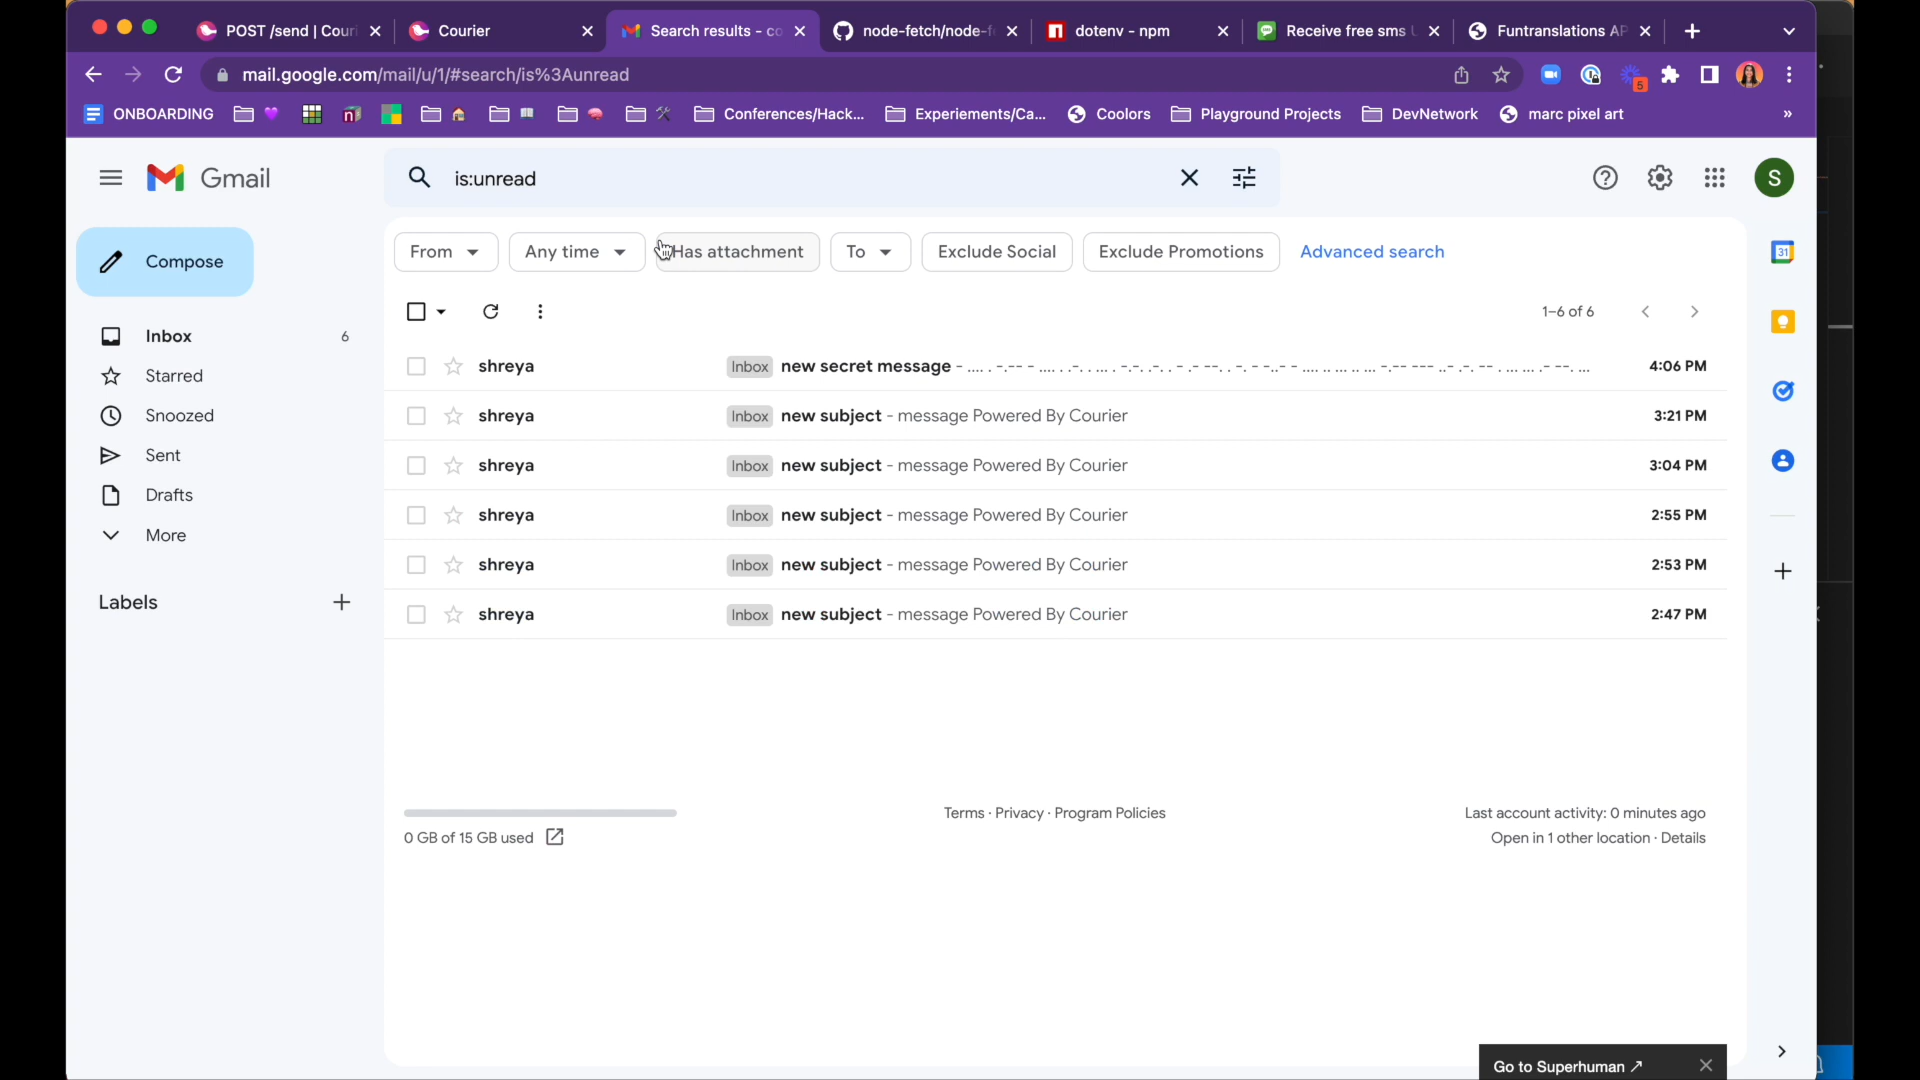 POST /send | Couri
Courier
Search results - co
node-fetch/node-f
dotenv - npm
Receive free sms
Funtranslations AP
mail.google.com/mail/u/1/#search/is%3Aunread
5
ONBOARDING
Conferences/Hack...
Experiements/Ca...
Coolors
Playground Projects
DevNetwork
marc pixel art
»
Gmail
is:unread
S
Compose
From
Any time
Has attachment
To
Exclude Social
Exclude Promotions
Advanced search
31
1–6 of 6
Inbox 6
Starred
Snoozed
Sent
Drafts
More
Labels
shreya Inbox new secret message - 4:06 PM
shreya Inbox new subject - message Powered By Courier 3:21 PM
shreya Inbox new subject - message Powered By Courier 3:04 PM
shreya Inbox new subject - message Powered By Courier 2:55 PM
shreya Inbox new subject - message Powered By Courier 2:53 PM
shreya Inbox new subject - message Powered By Courier 2:47 PM
0 GB of 15 GB used
Terms · Privacy · Program Policies
Last account activity: 0 minutes ago
Open in 1 other location · Details
Go to Superhuman ↗